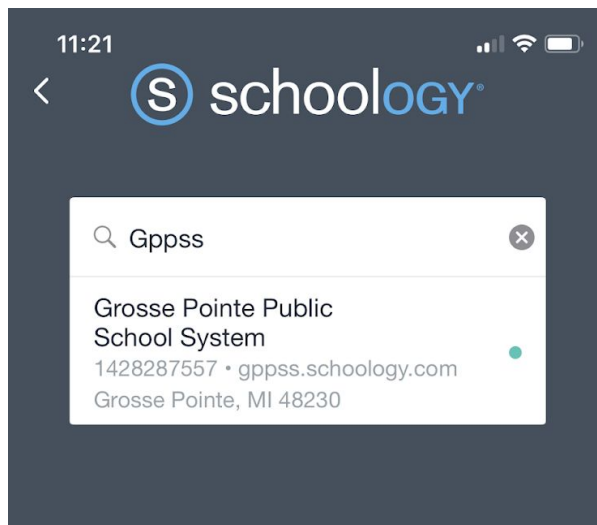 11:21
S schoology®
Gppss
Grosse Pointe Public
School System
1428287557 • gppss.schoology.com
Grosse Pointe, MI 48230